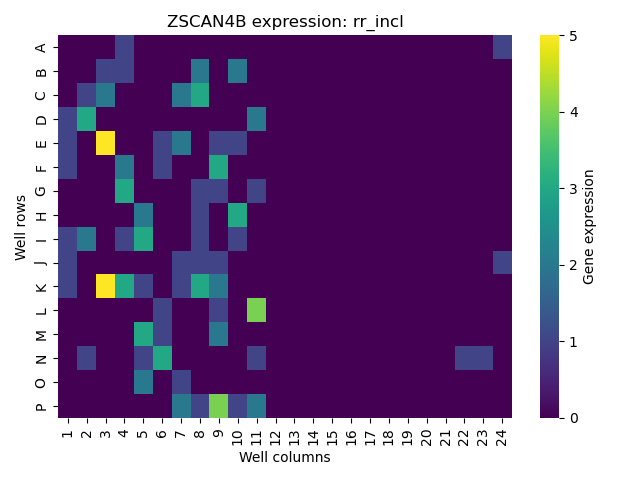 ZSCAN4B expression: rr_incl
Well rows
A
B
C
D
E
F
G
H
I
J
K
L
M
N
O
P
1 2 3 4 5 6 7 8 9 10 11 12 13 14 15 16 17 18 19 20 21 22 23 24
Well columns
5
4
3
2
1
0
Gene expression